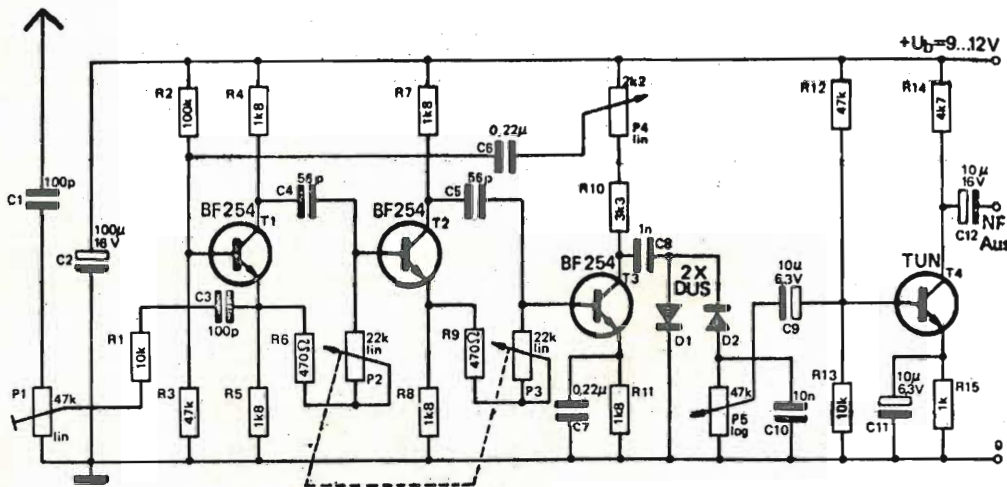 +Ub=9...12V
R2
100k
R4
1k8
R7
1k8
2k2
P4
lin
R12
47k
R14
4k7
0,22µ
C6
C1
100p
100µ
16V
C2
C4
56p
C5
56p
R10
3k3
10µ
16V
C12
NF
Aus
BF254
T1
BF254
T2
BF254
T3
1n
C8
2X
DUS
D1
D2
10µ
6,3V
C9
TUN
T4
C3
100p
R1
10k
R6
470Ω
22k
lin
P2
R9
470Ω
22k
lin
P3
P1
47k
lin
R3
47k
R5
1k8
R8
1k8
0,22µ
C7
R11
1k8
47k
P5
log
10n
C10
R13
10k
10µ
6,3V
C11
R15
1k